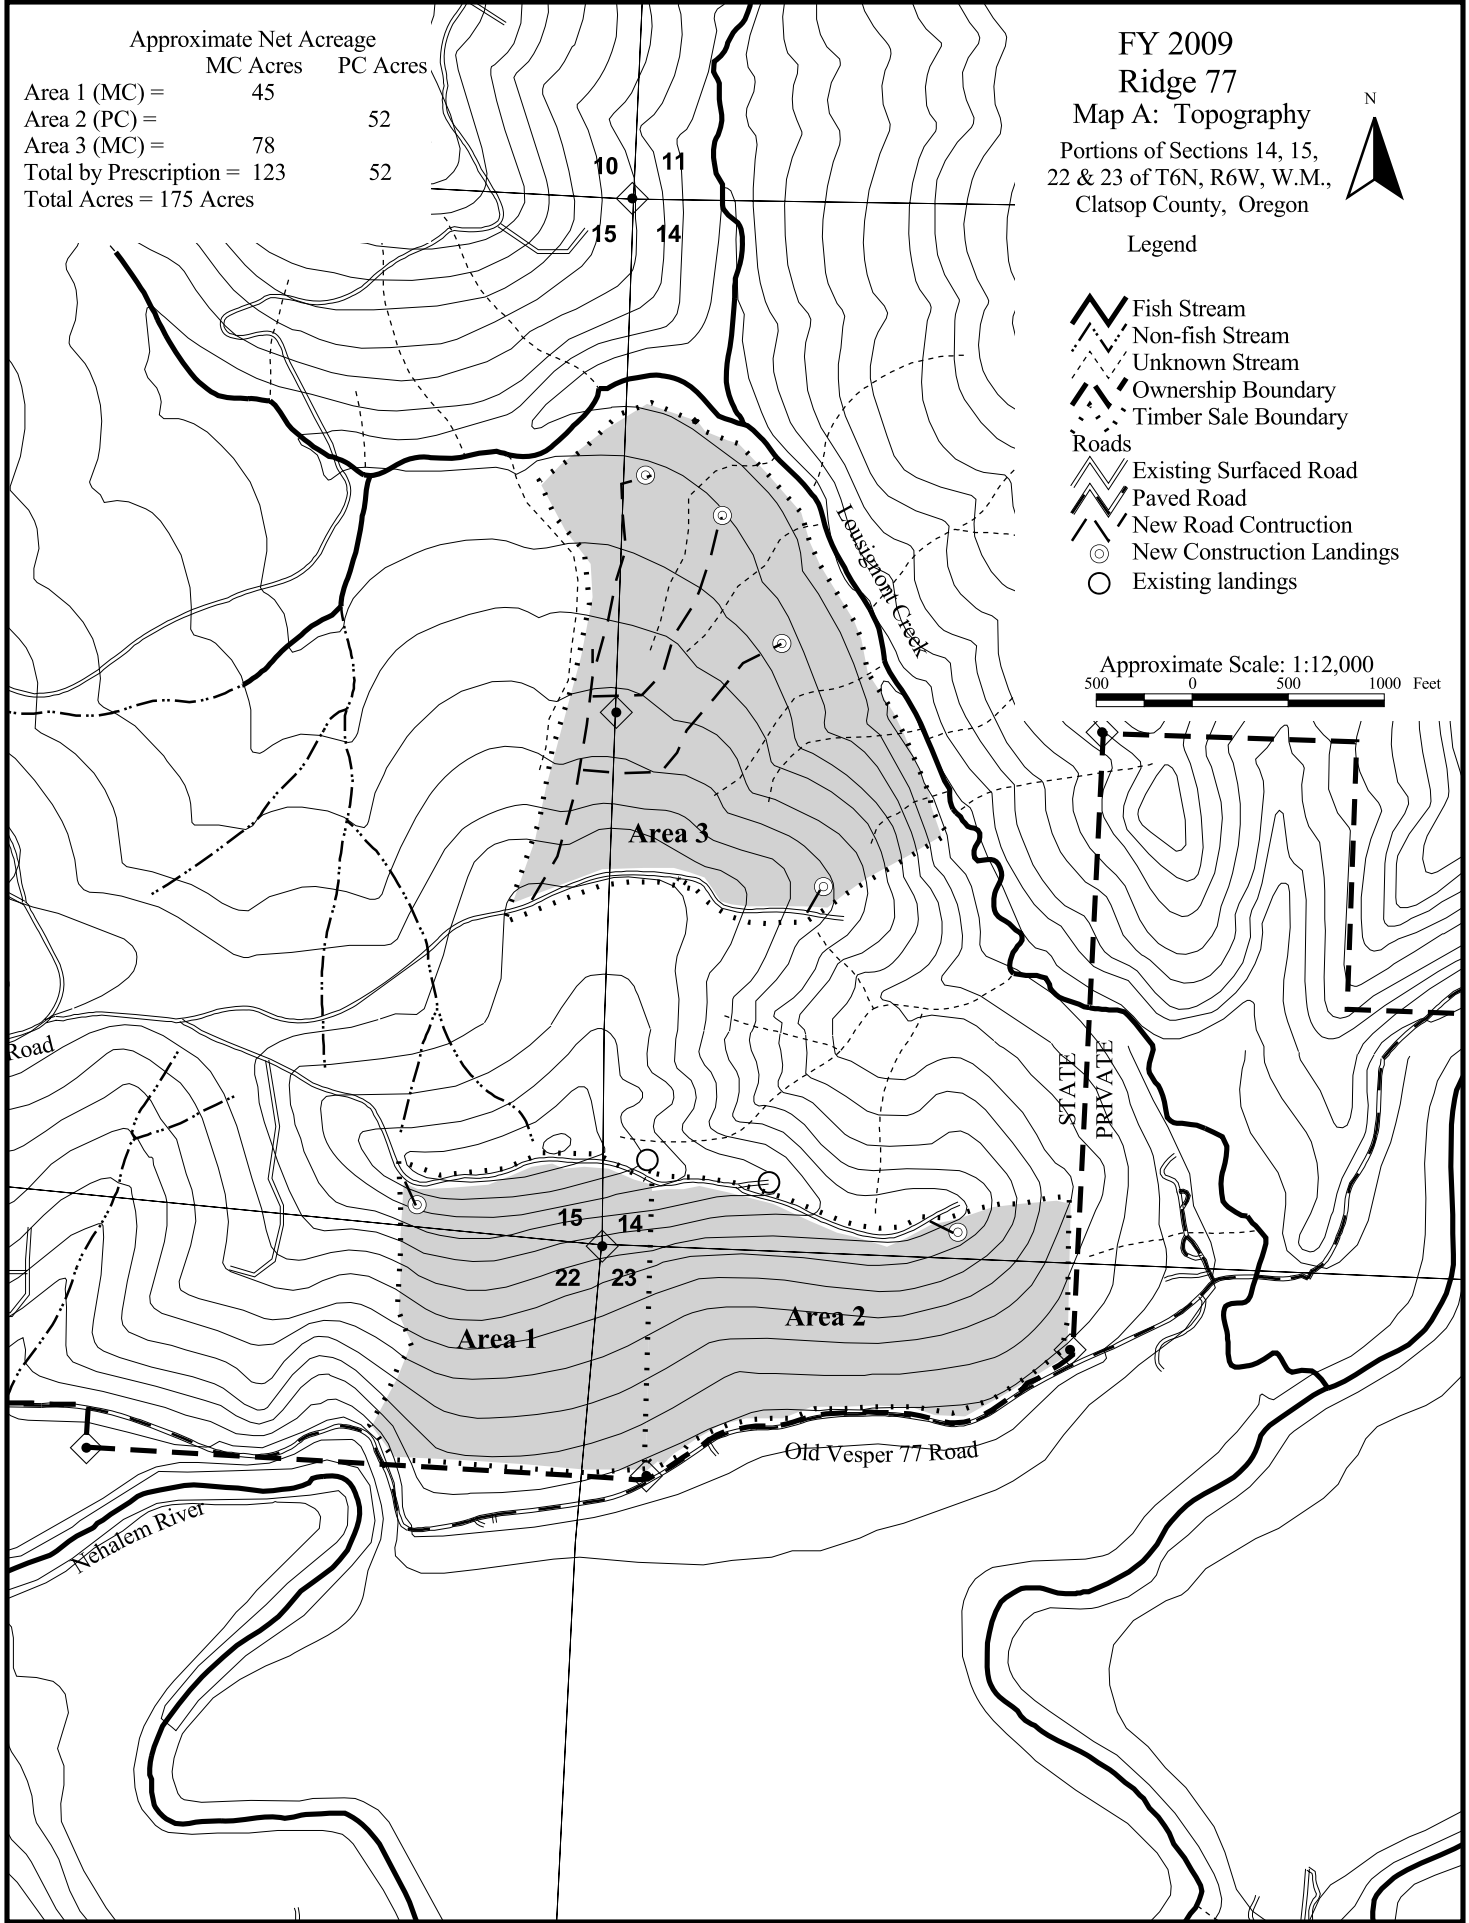 Approximate Net Acreage
MC Acres PC Acres
Area 1 (MC) = 45
Area 2 (PC) = 52
Area 3 (MC) = 78
Total by Prescription = 123 52
Total Acres = 175 Acres
FY 2009
Ridge 77
Map A: Topography
Portions of Sections 14, 15,
22 & 23 of T6N, R6W, W.M.,
Clatsop County, Oregon
N
Legend
Fish Stream
Non-fish Stream
Unknown Stream
Ownership Boundary
Timber Sale Boundary
Roads
Existing Surfaced Road
Paved Road
New Road Contruction
New Construction Landings
Existing landings
Approximate Scale: 1:12,000
500 0 500 1000 Feet
10 11
15 14
Lousignont Creek
Area 3
Road
STATE
PRIVATE
15 14
22 23
Area 1
Area 2
Old Vesper 77 Road
Nehalem River